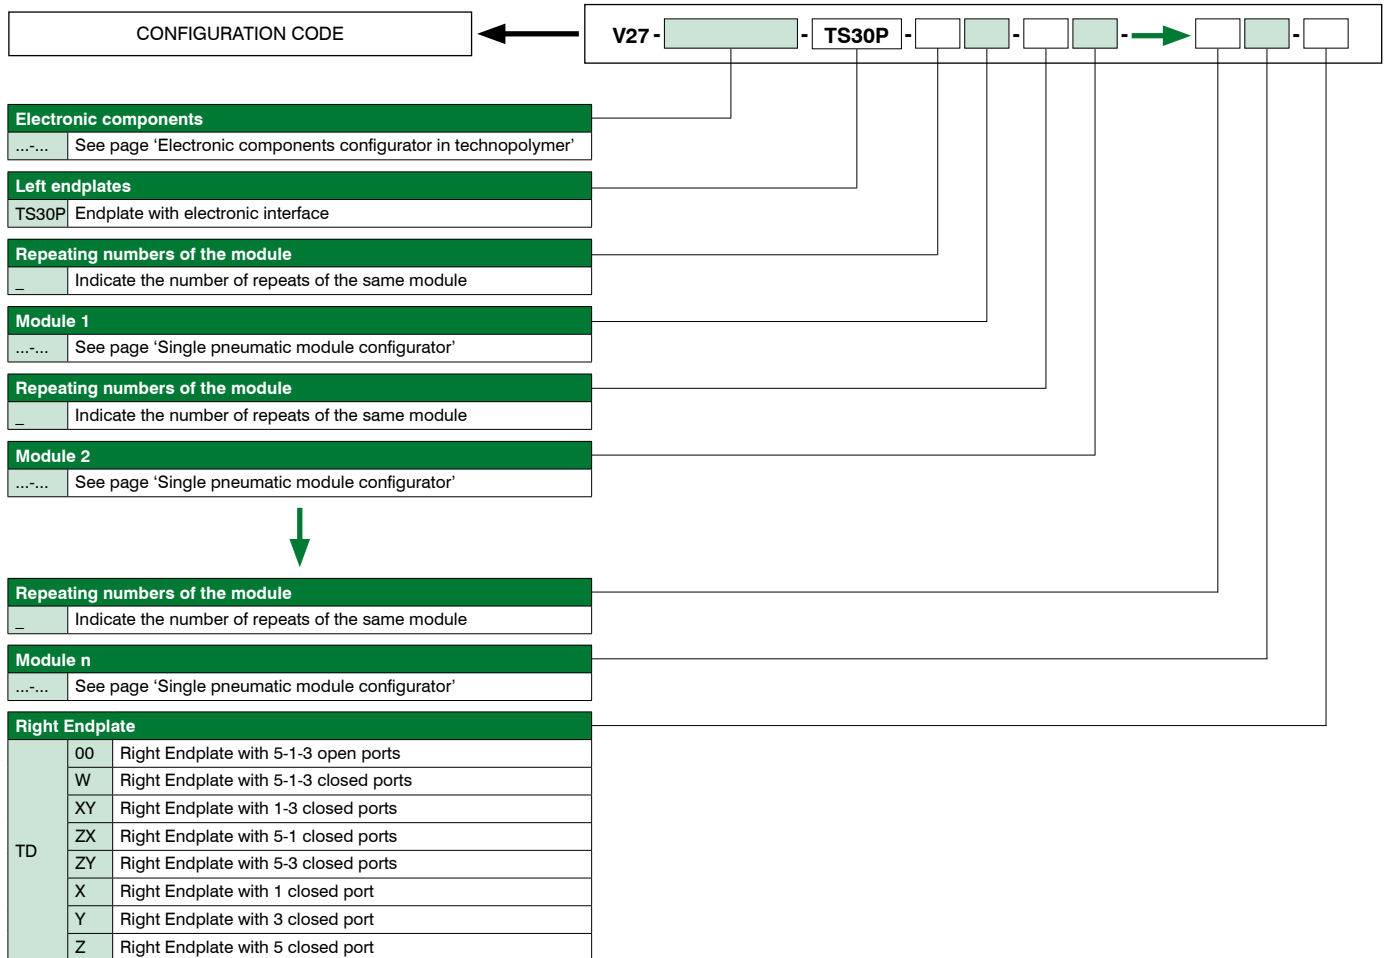 CONFIGURATION CODE
V27 - - TS30P - - - -
Electronic components
...-... See page ‘Electronic components configurator in technopolymer’
Left endplates
TS30P Endplate with electronic interface
Repeating numbers of the module
_ Indicate the number of repeats of the same module
Module 1
...-... See page ‘Single pneumatic module configurator’
Repeating numbers of the module
_ Indicate the number of repeats of the same module
Module 2
...-... See page ‘Single pneumatic module configurator’
Repeating numbers of the module
_ Indicate the number of repeats of the same module
Module n
...-... See page ‘Single pneumatic module configurator’
Right Endplate
TD
00 Right Endplate with 5-1-3 open ports
W Right Endplate with 5-1-3 closed ports
XY Right Endplate with 1-3 closed ports
ZX Right Endplate with 5-1 closed ports
ZY Right Endplate with 5-3 closed ports
X Right Endplate with 1 closed port
Y Right Endplate with 3 closed port
Z Right Endplate with 5 closed port